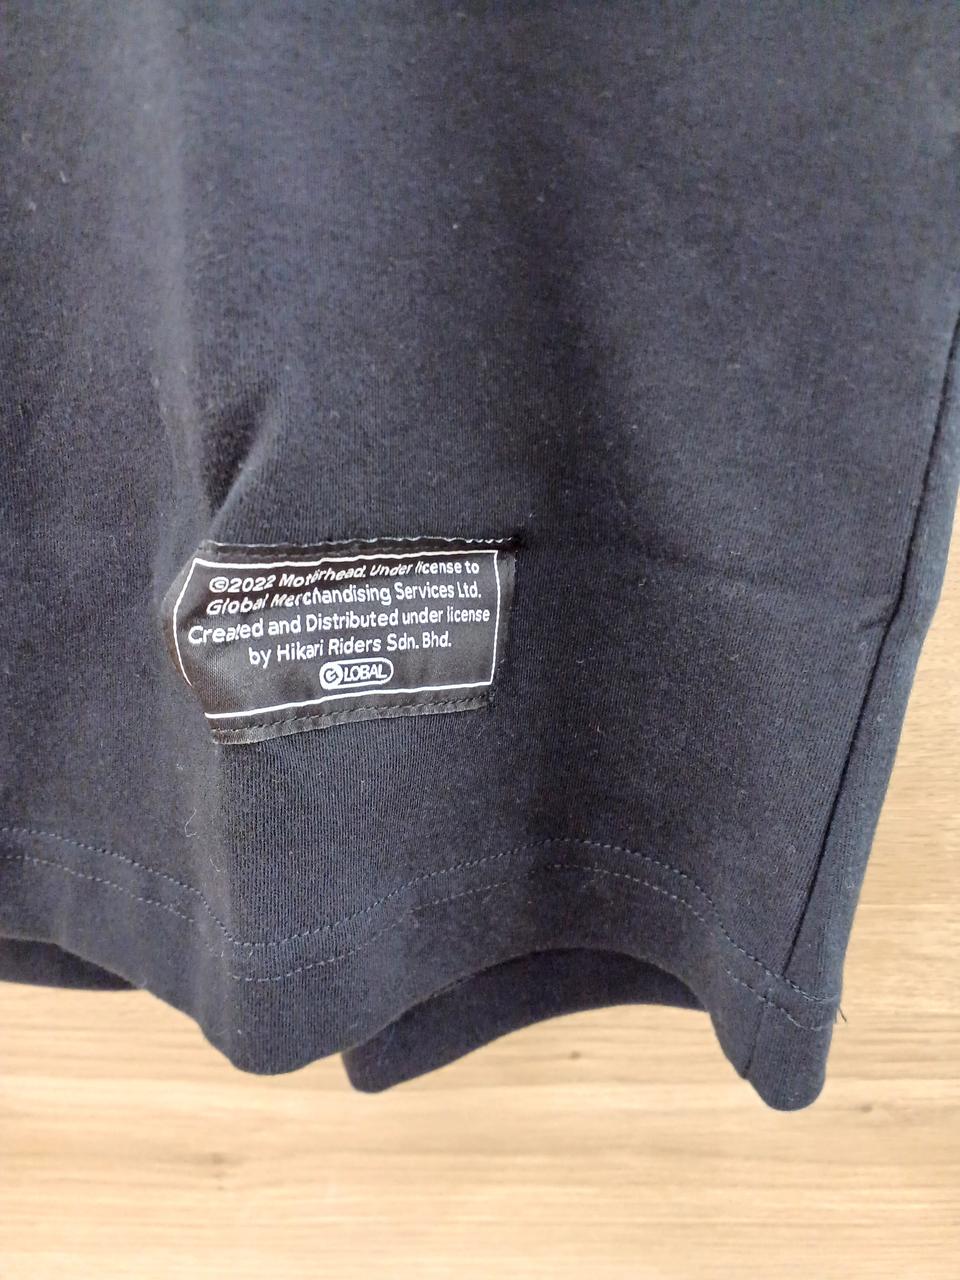 ©2022 Motörhead. Under license to
Global Merchandising Services Ltd.
Created and Distributed under license
by Hikari Riders Sdn. Bhd.
GLOBAL